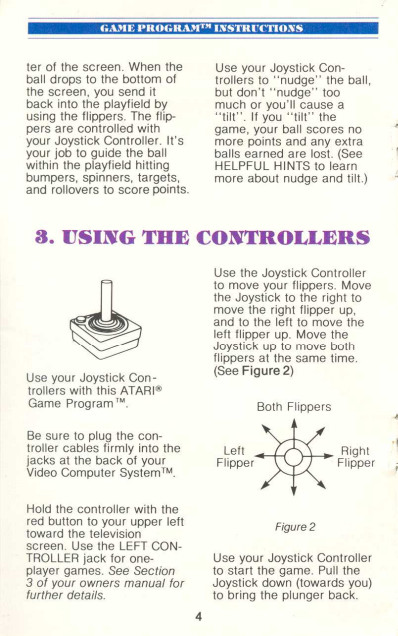 GAME PROGRAM™ INSTRUCTIONS
ter of the screen. When the
ball drops to the bottom of
the screen, you send it
back into the playfield by
using the flippers. The flip-
pers are controlled with
your Joystick Controller. It's
your job to guide the ball
within the playfield hitting
bumpers, spinners, targets,
and rollovers to score points.
Use your Joystick Con-
trollers to "nudge" the ball,
but don't "nudge" too
much or you'll cause a
"tilt". If you "tilt" the
game, your ball scores no
more points and any extra
balls earned are lost. (See
HELPFUL HINTS to learn
more about nudge and tilt.)
3. USING THE CONTROLLERS
Use your Joystick Con-
trollers with this ATARI®
Game Program™.
Be sure to plug the con-
troller cables firmly into the
jacks at the back of your
Video Computer System™.
Hold the controller with the
red button to your upper left
toward the television
screen. Use the LEFT CON-
TROLLER jack for one-
player games. See Section
3 of your owners manual for
further details.
Use the Joystick Controller
to move your flippers. Move
the Joystick to the right to
move the right flipper up,
and to the left to move the
left flipper up. Move the
Joystick up to move both
flippers at the same time.
(See Figure 2)
Both Flippers
Left
Flipper
Right
Flipper
Figure 2
Use your Joystick Controller
to start the game. Pull the
Joystick down (towards you)
to bring the plunger back.
4